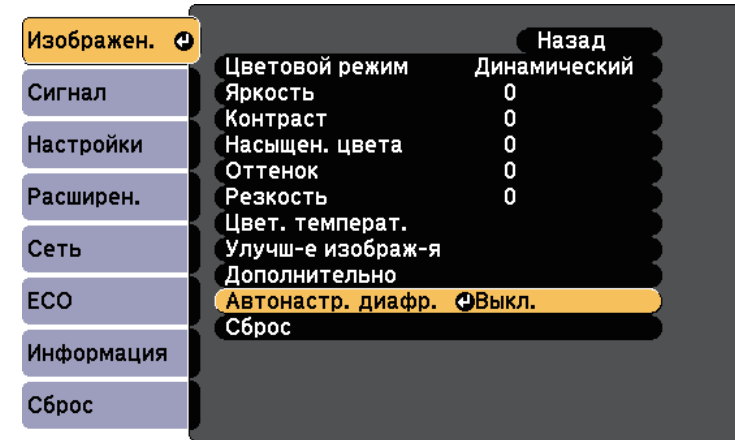 Изображен.
Сигнал
Настройки
Расширен.
Сеть
ECO
Информация
Сброс
Назад
Цветовой режим Динамический
Яркость 0
Контраст 0
Насыщен. цвета 0
Оттенок 0
Резкость 0
Цвет. температ.
Улучш-е изображ-я
Дополнительно
Автонастр. диафр. Выкл.
Сброс